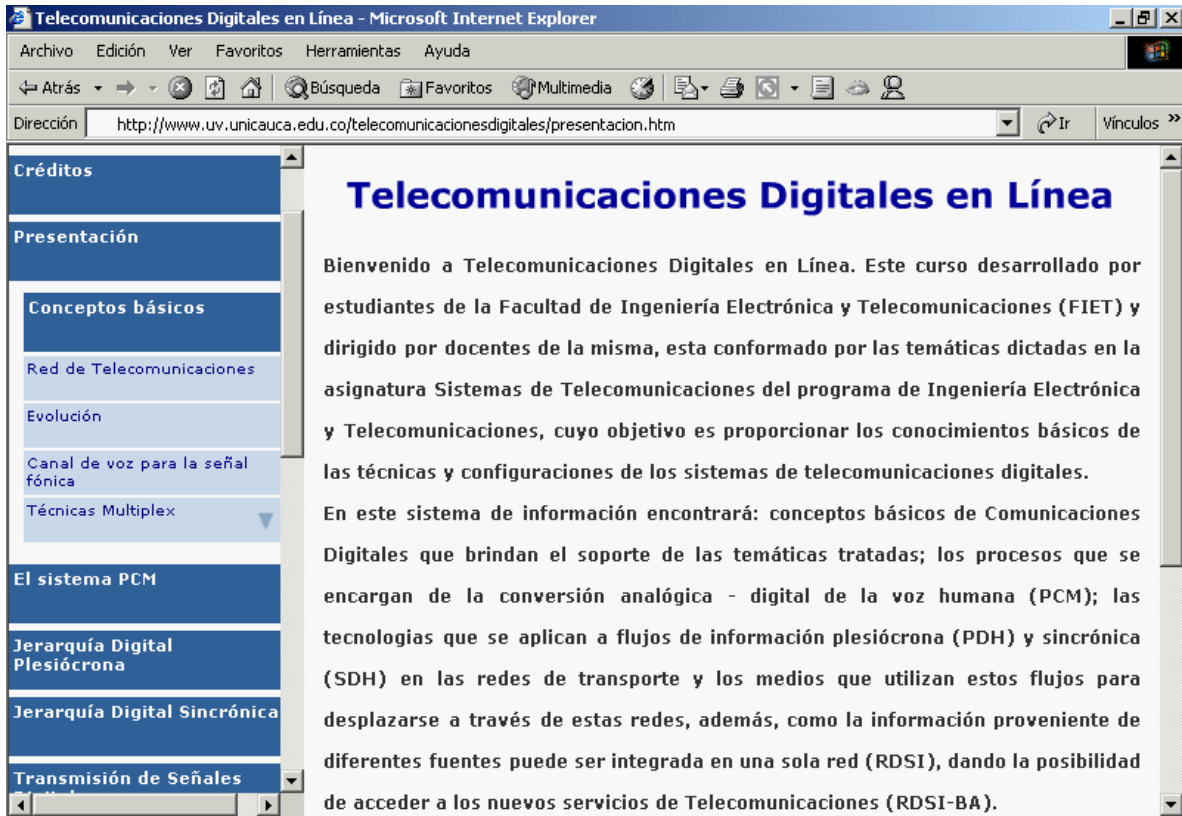 Telecomunicaciones Digitales en Línea - Microsoft Internet Explorer
Archivo Edición Ver Favoritos Herramientas Ayuda
Atrás Búsqueda Favoritos Multimedia
Dirección http://www.uv.unicauca.edu.co/telecomunicacionesdigitales/presentacion.htm Ir Vínculos »
Créditos
Presentación
Conceptos básicos
Red de Telecomunicaciones
Evolución
Canal de voz para la señal
fónica
Técnicas Multiplex
El sistema PCM
Jerarquía Digital
Plesiócrona
Jerarquía Digital Sincrónica
Transmisión de Señales
Telecomunicaciones Digitales en Línea
Bienvenido a Telecomunicaciones Digitales en Línea. Este curso desarrollado por
estudiantes de la Facultad de Ingeniería Electrónica y Telecomunicaciones (FIET) y
dirigido por docentes de la misma, esta conformado por las temáticas dictadas en la
asignatura Sistemas de Telecomunicaciones del programa de Ingeniería Electrónica
y Telecomunicaciones, cuyo objetivo es proporcionar los conocimientos básicos de
las técnicas y configuraciones de los sistemas de telecomunicaciones digitales.
En este sistema de información encontrará: conceptos básicos de Comunicaciones
Digitales que brindan el soporte de las temáticas tratadas; los procesos que se
encargan de la conversión analógica - digital de la voz humana (PCM); las
tecnologias que se aplican a flujos de información plesiócrona (PDH) y sincrónica
(SDH) en las redes de transporte y los medios que utilizan estos flujos para
desplazarse a través de estas redes, además, como la información proveniente de
diferentes fuentes puede ser integrada en una sola red (RDSI), dando la posibilidad
de acceder a los nuevos servicios de Telecomunicaciones (RDSI-BA).